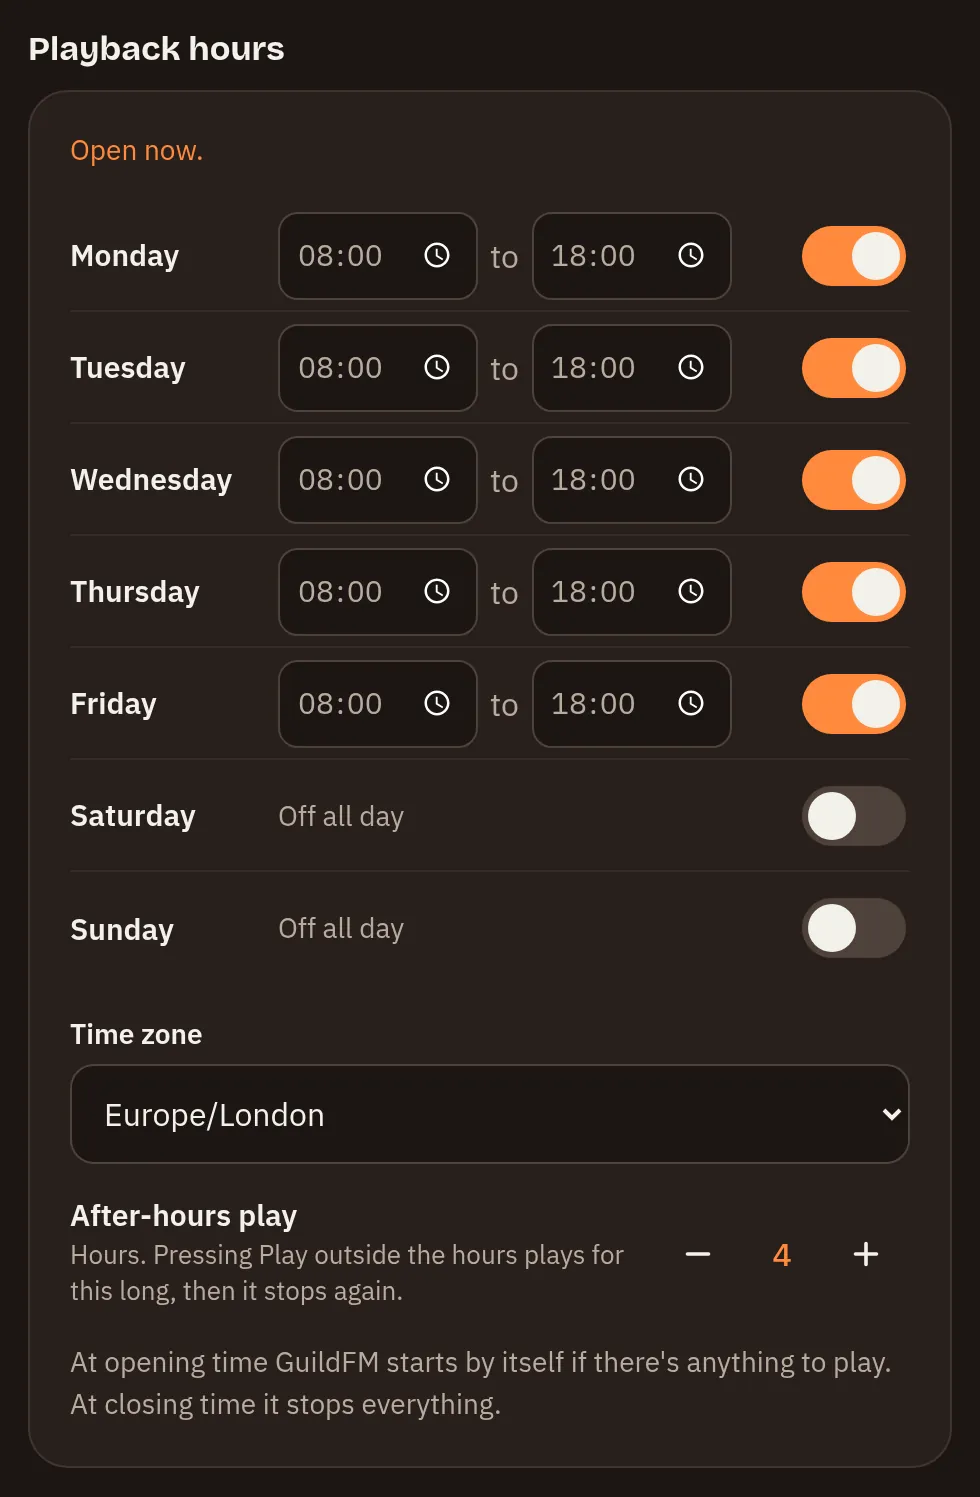 Playback hours
Open now.
Monday 08:00 to 18:00
Tuesday 08:00 to 18:00
Wednesday 08:00 to 18:00
Thursday 08:00 to 18:00
Friday 08:00 to 18:00
Saturday Off all day
Sunday Off all day
Time zone
Europe/London
After-hours play
Hours. Pressing Play outside the hours plays for
this long, then it stops again.
− 4 +
At opening time GuildFM starts by itself if there's anything to play.
At closing time it stops everything.